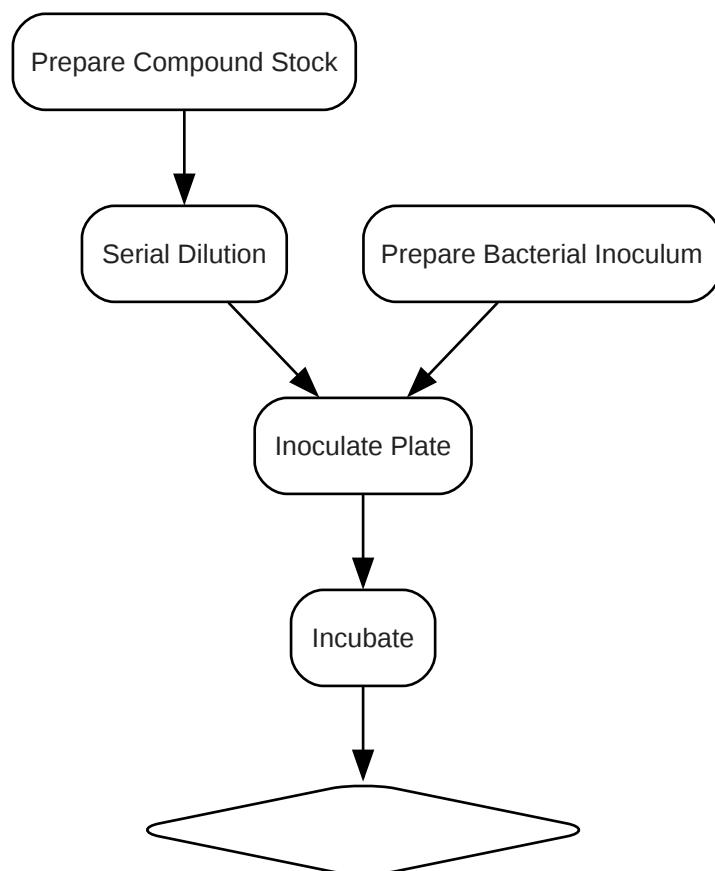 Prepare Compound Stock
Serial Dilution
Prepare Bacterial Inoculum
Inoculate Plate
Incubate